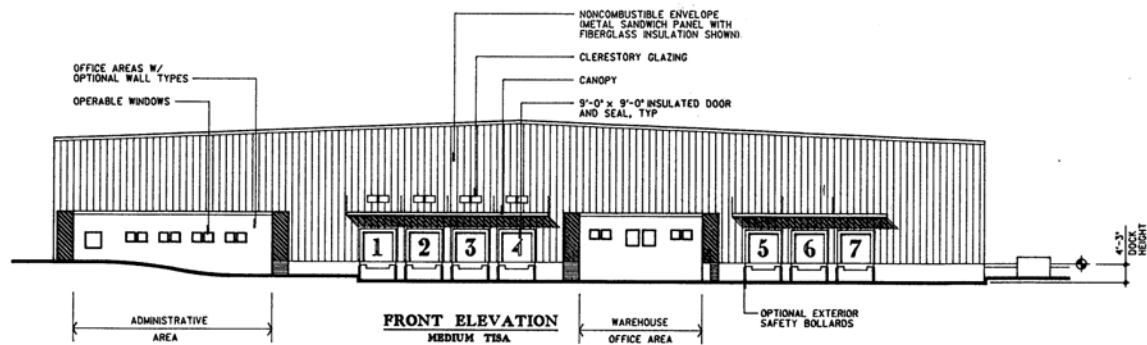 NONCOMBUSTIBLE ENVELOPE
(METAL SANDWICH PANEL WITH
FIBERGLASS INSULATION SHOWN)
CLERESTORY GLAZING
CANOPY
9'-0" x 9'-0" INSULATED DOOR
AND SEAL, TYP
OFFICE AREAS W/
OPTIONAL WALL TYPES
OPERABLE WINDOWS
1 2 3 4 5 6 7
4'-3"
DOCK
HEIGHT
ADMINISTRATIVE
AREA
FRONT ELEVATION
MEDIUM TISA
WAREHOUSE
OFFICE AREA
OPTIONAL EXTERIOR
SAFETY BOLLARDS